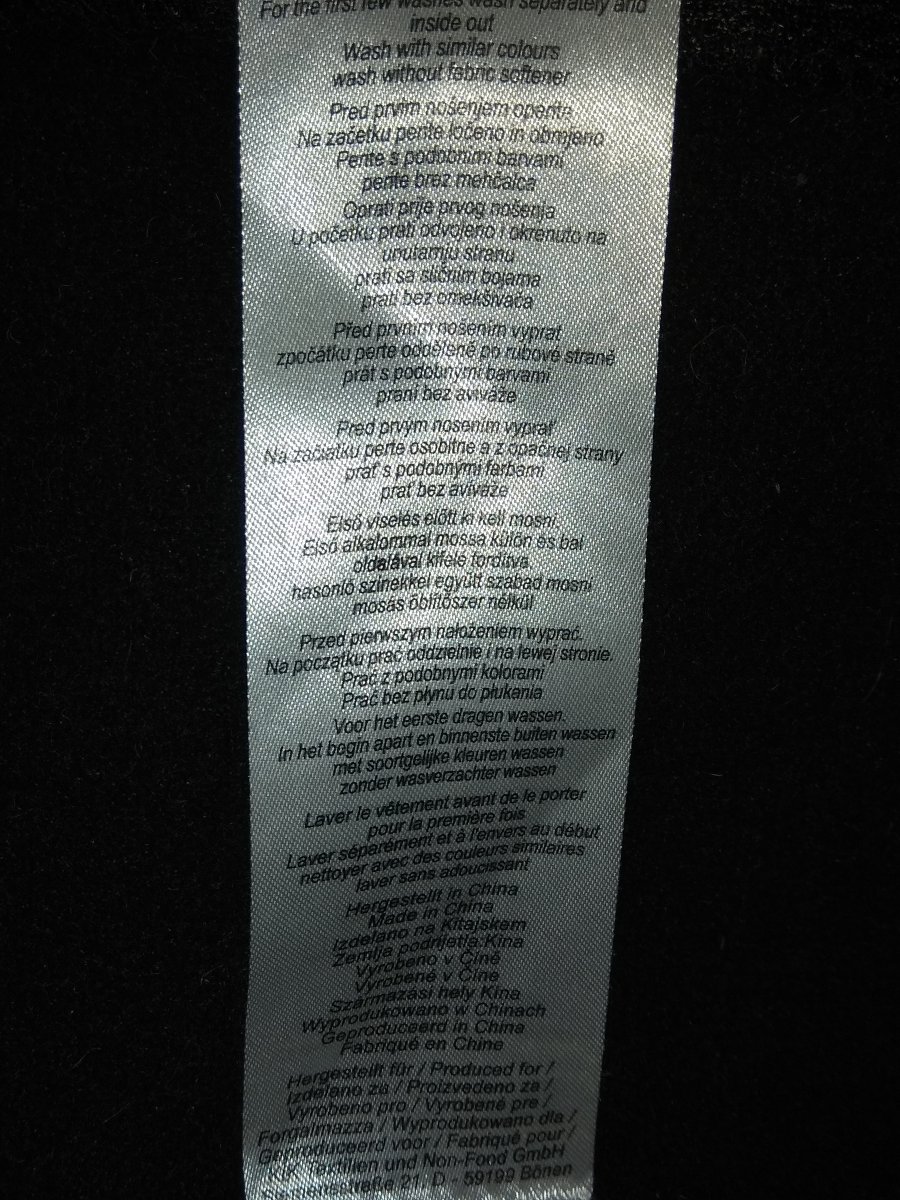 For the first few washes wash separately and
inside out
Wash with similar colours
wash without fabric softener
Pred prvim nošenjem operite
Na začetku perite ločeno in obrnjeno
Perite s podobnimi barvami
perite brez mehčalca
Oprati prije prvog nošenja
U početku prati odvojeno i okrenuto na
unutarnju stranu
prati sa sličnim bojama
prati bez omekšivača
Před prvním nošením vyprat
zpočátku perte odděleně po rubové straně
prát s podobnými barvami
praní bez aviváže
Pred prvým nosením vyprať
Na začiatku perte osobitne a z opačnej strany
prať s podobnými farbami
prať bez aviváže
Első viselés előtt ki kell mosni.
Első alkalommal mossa külön és bal
oldalával kifelé fordítva
hasonló színekkel együtt szabad mosni
mosás öblítőszer nélkül
Przed pierwszym nałożeniem wyprać.
Na początku prać oddzielnie i na lewej stronie.
Prać z podobnymi kolorami
Prać bez płynu do płukania
Voor het eerste dragen wassen.
In het begin apart en binnenste buiten wassen
met soortgelijke kleuren wassen
zonder wasverzachter wassen
Laver le vêtement avant de le porter
pour la première fois
Laver séparément et à l'envers au début
nettoyer avec des couleurs similaires
laver sans adoucissant
Hergestellt in China
Made in China
Izdelano na Kitajskem
Zemlje podrijetla:Kina
Vyrobeno v Číně
Vyrobené v Číne
Származási hely Kína
Wyprodukowano w Chinach
Geproduceerd in China
Fabriqué en Chine
Hergestellt für / Produced for /
Izdelano za / Proizvedeno za /
Vyrobeno pro / Vyrobené pre /
Forgalmazza / Wyprodukowano dla /
Geproduceerd voor / Fabriqué pour /
Textilien und Non-Food GmbH
21, D - 59199 Bönen